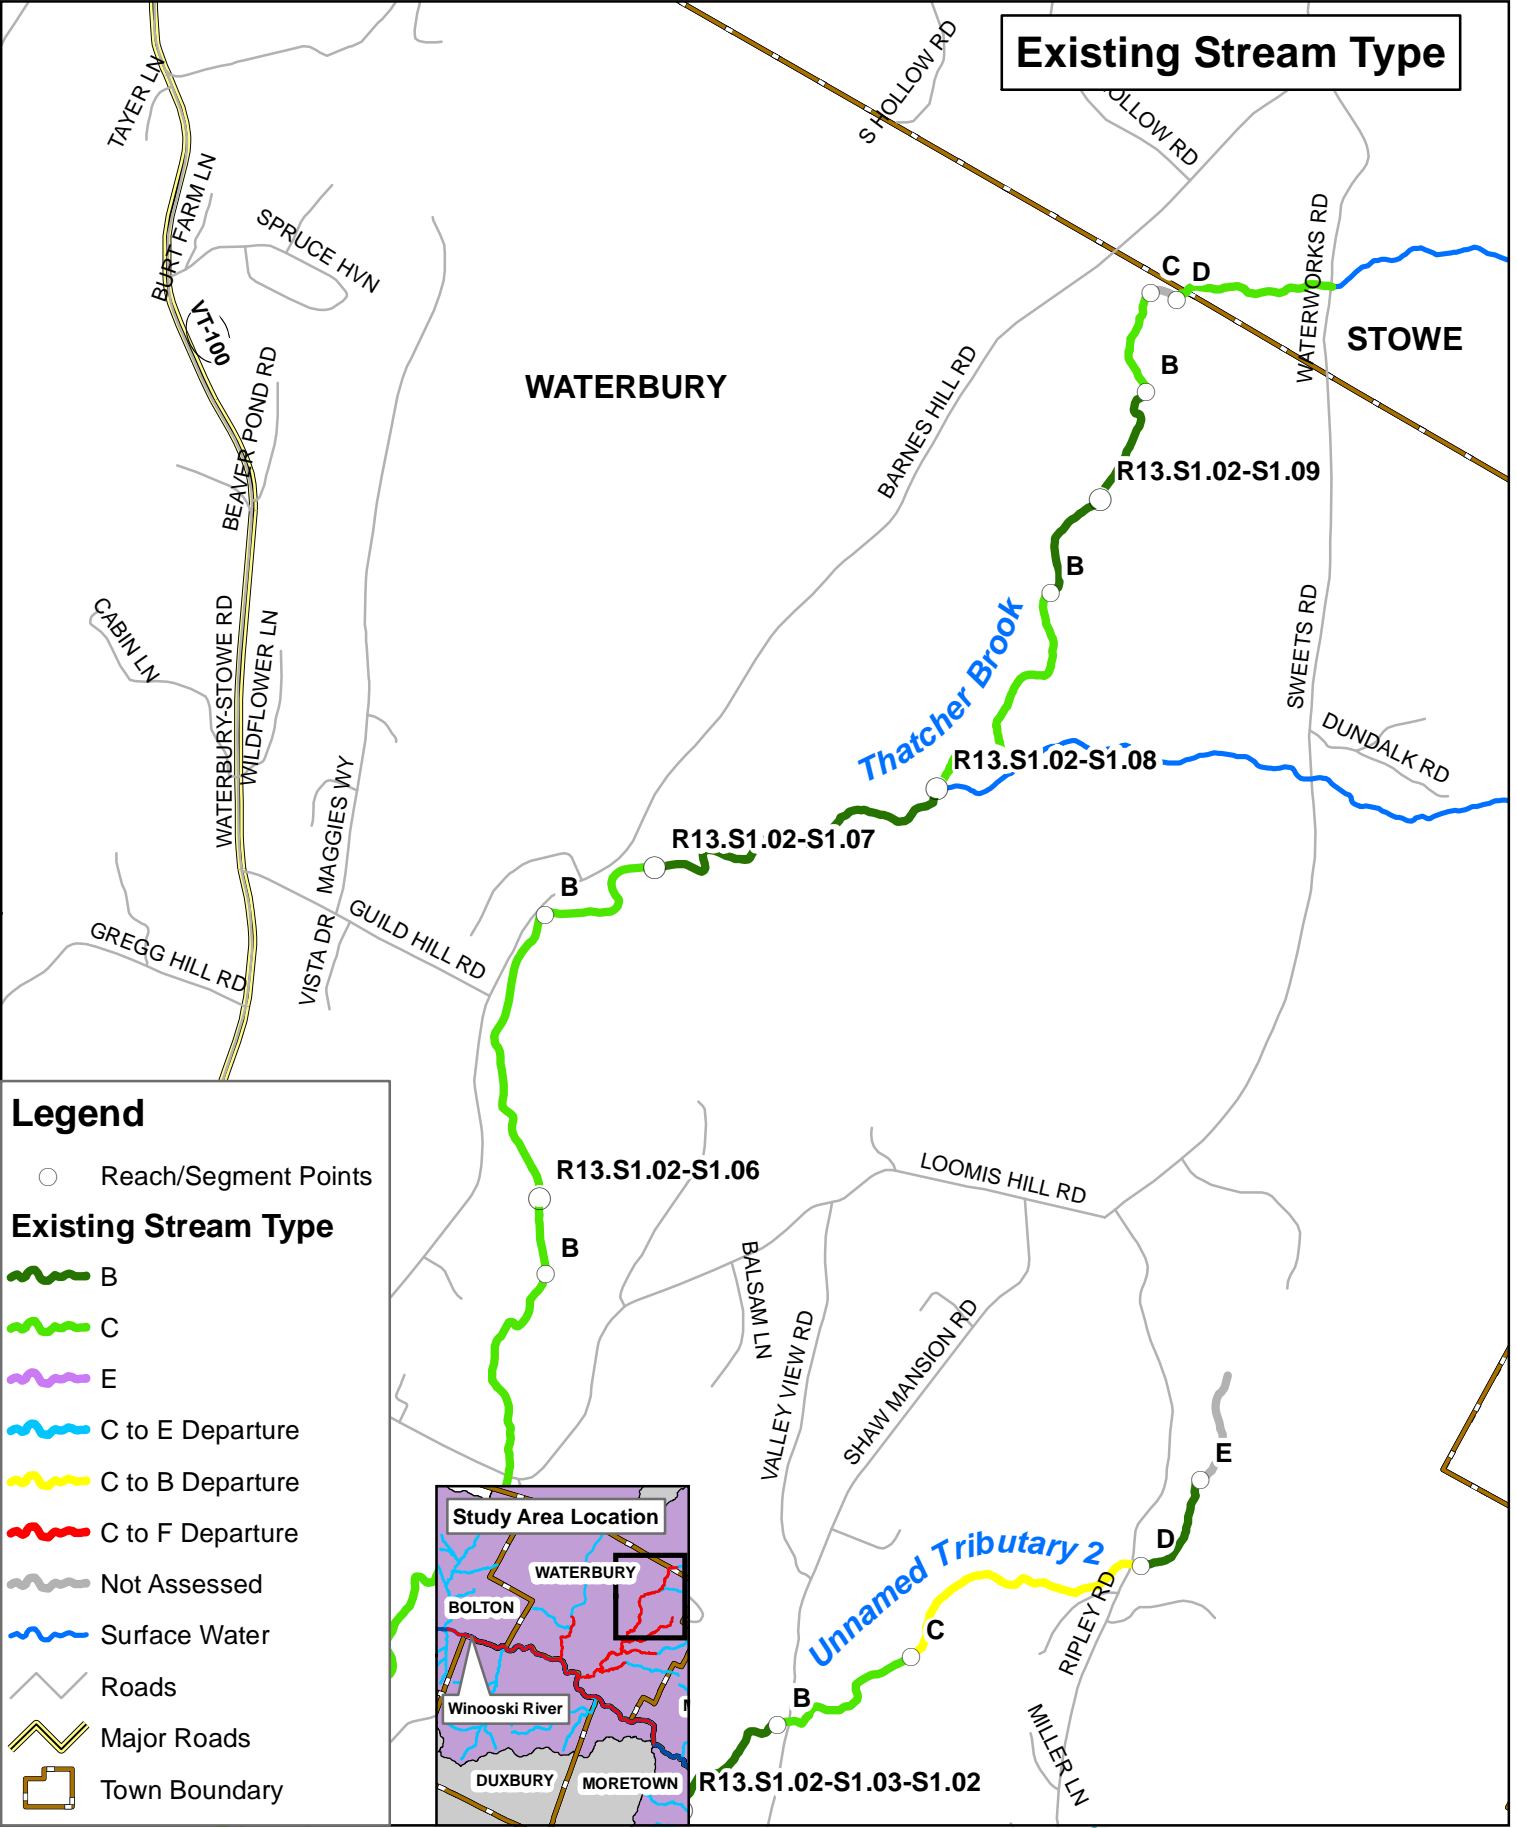 Existing Stream Type
TAYER LN
S HOLLOW RD
OLLOW RD
BURT FARM LN
SPRUCE HVN
WATERWORKS RD
C
D
VT-100
STOWE
BEAVER POND RD
WATERBURY
BARNES HILL RD
B
R13.S1.02-S1.09
B
CABIN LN
WATERBURY-STOWE RD
WILDFLOWER LN
Thatcher Brook
SWEETS RD
DUNDALK RD
R13.S1.02-S1.08
MAGGIES WY
R13.S1.02-S1.07
B
GREGG HILL RD
VISTA DR
GUILD HILL RD
R13.S1.02-S1.06
LOOMIS HILL RD
B
BALSAM LN
VALLEY VIEW RD
SHAW MANSION RD
E
D
Unnamed Tributary 2
C
RIPLEY RD
B
MILLER LN
R13.S1.02-S1.03-S1.02
Legend
Reach/Segment Points
Existing Stream Type
B
C
E
C to E Departure
C to B Departure
C to F Departure
Not Assessed
Surface Water
Roads
Major Roads
Town Boundary
Study Area Location
WATERBURY
BOLTON
Winooski River
DUXBURY
MORETOWN